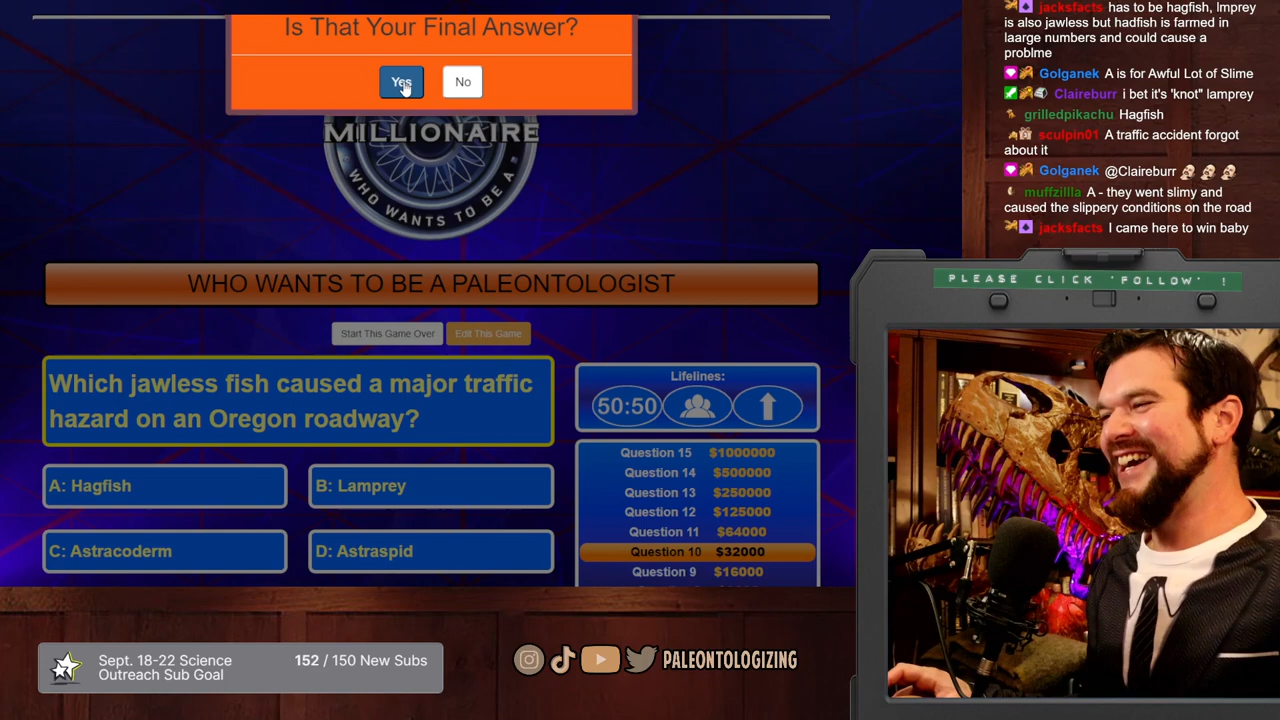 Is That Your Final Answer?
Yes
No
MILLIONAIRE
WHO WANTS TO BE A
WHO WANTS TO BE A PALEONTOLOGIST
Start This Game Over
Edit This Game
Which jawless fish caused a major traffic
hazard on an Oregon roadway?
A: Hagfish
B: Lamprey
C: Astracoderm
D: Astraspid
Lifelines:
50:50
Question 15 $1000000
Question 14 $500000
Question 13 $250000
Question 12 $125000
Question 11 $64000
Question 10 $32000
Question 9 $16000
jacksfacts has to be hagfish, lmprey
is also jawless but hadfish is farmed in
laarge numbers and could cause a
problme
Golganek A is for Awful Lot of Slime
Claireburr i bet it's "knot" lamprey
grilledpikachu Hagfish
sculpin01 A traffic accident forgot
about it
Golganek @Claireburr
muffzillla A - they went slimy and
caused the slippery conditions on the road
jacksfacts I came here to win baby
PLEASE CLICK 'FOLLOW' !
Sept. 18-22 Science
Outreach Sub Goal
152 / 150 New Subs
PALEONTOLOGIZING